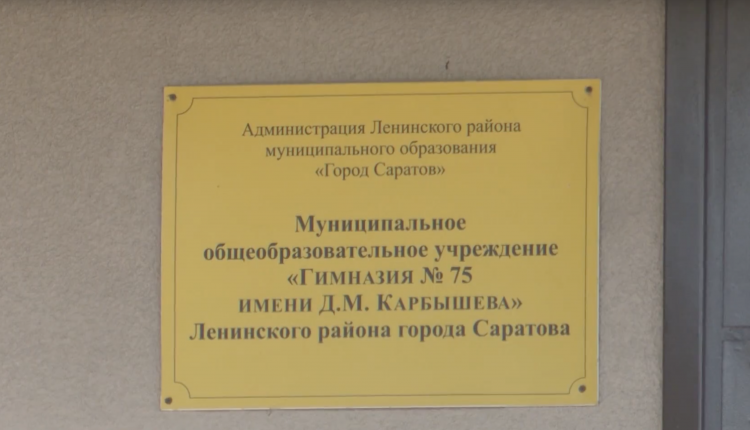 Администрация Ленинского района
муниципального образования
«Город Саратов»
Муниципальное
общеобразовательное учреждение
«Гимназия № 75
имени Д.М. Карбышева»
Ленинского района города Саратова